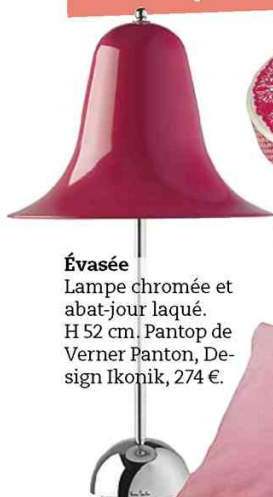 Évasée
Lampe chromée et
abat-jour laqué.
H 52 cm. Pantop de
Verner Panton, De-
sign Ikonik, 274 €.